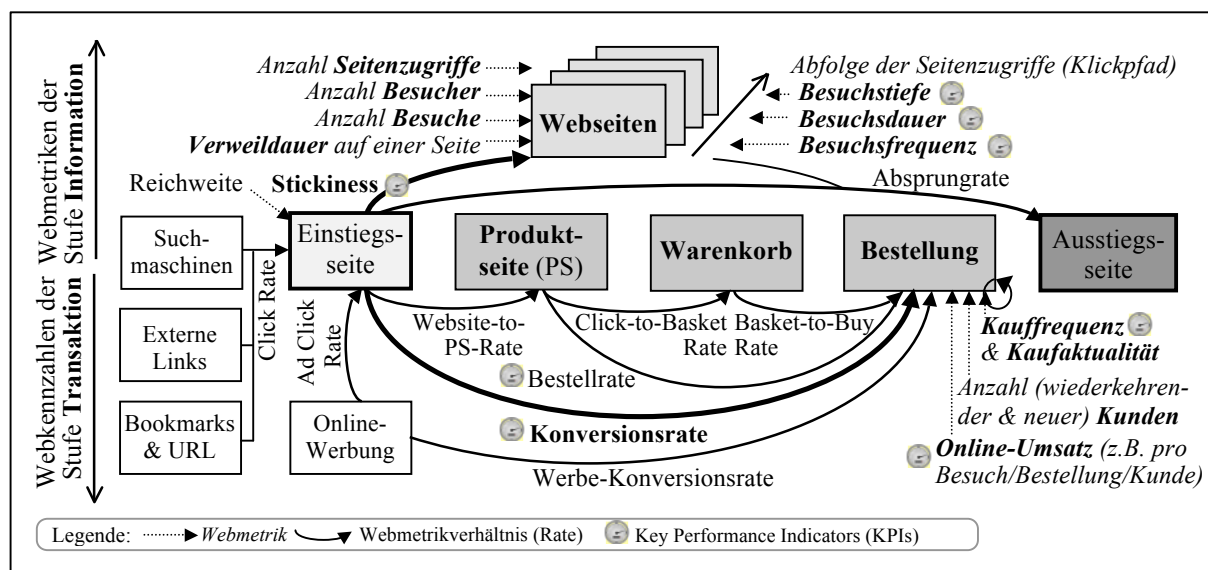 Webkennzahlen der Webmetriken der
Stufe Transaktion Stufe Information
Anzahl Seitenzugriffe
Anzahl Besucher
Anzahl Besuche
Verweildauer auf einer Seite
Webseiten
Abfolge der Seitenzugriffe (Klickpfad)
Besuchstiefe
Besuchsdauer
Besuchsfrequenz
Absprungrate
Reichweite
Stickiness
Such-
maschinen
Externe
Links
Bookmarks
& URL
Click Rate
Ad Click
Rate
Einstiegs-
seite
Produkt-
seite (PS)
Warenkorb
Bestellung
Ausstiegs-
seite
Website-to-
PS-Rate
Click-to-Basket
Rate
Basket-to-Buy
Rate
Bestellrate
Konversionsrate
Online-
Werbung
Werbe-Konversionsrate
Kauffrequenz
& Kaufaktualität
Anzahl (wiederkehren-
der & neuer) Kunden
Online-Umsatz (z.B. pro
Besuch/Bestellung/Kunde)
Legende: Webmetrik Webmetrikverhältnis (Rate) Key Performance Indicators (KPIs)